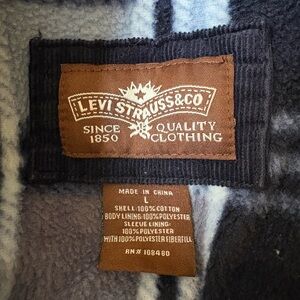 LEVI STRAUSS&CO
SINCE QUALITY
1850 CLOTHING
MADE IN CHINA
L
SHELL:100%COTTON
BODY LINING:100%POLYESTER
SLEEVE LINING:
100%POLYESTER
WITH 100%POLYESTER FIBERFILL
RN# 108480